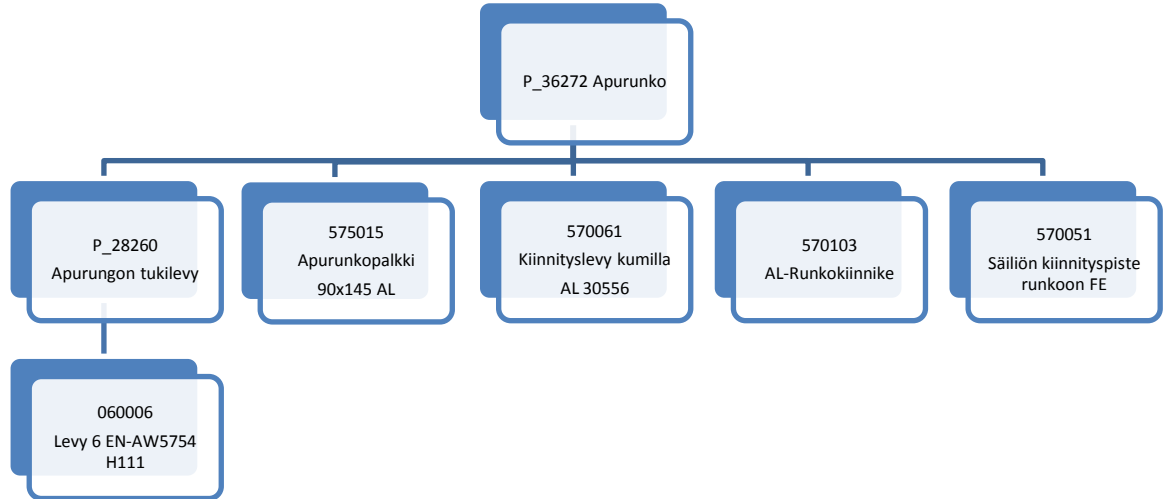 P_36272 Apurunko
P_28260
Apurungon tukilevy
575015
Apurunkopalkki
90x145 AL
570061
Kiinnityslevy kumilla
AL 30556
570103
AL-Runkokiinnike
570051
Säiliön kiinnityspiste
runkoon FE
060006
Levy 6 EN-AW5754
H111